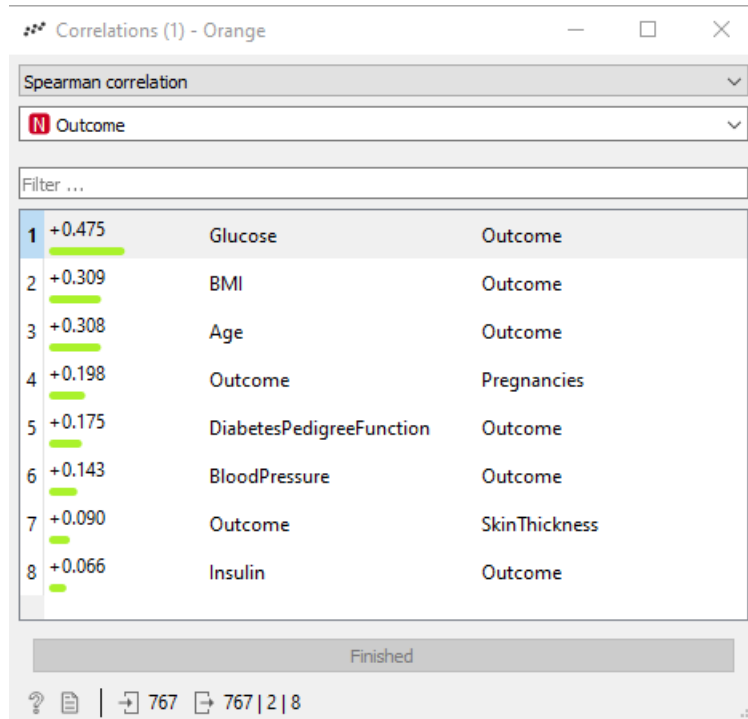 Correlations (1) - Orange
Spearman correlation
N Outcome
Filter ...
1 +0.475 Glucose Outcome
2 +0.309 BMI Outcome
3 +0.308 Age Outcome
4 +0.198 Outcome Pregnancies
5 +0.175 DiabetesPedigreeFunction Outcome
6 +0.143 BloodPressure Outcome
7 +0.090 Outcome SkinThickness
8 +0.066 Insulin Outcome
Finished
? 767 767 | 2 | 8